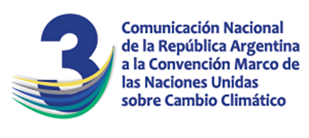 3
Comunicación Nacional
de la República Argentina
a la Convención Marco de
las Naciones Unidas
sobre Cambio Climático